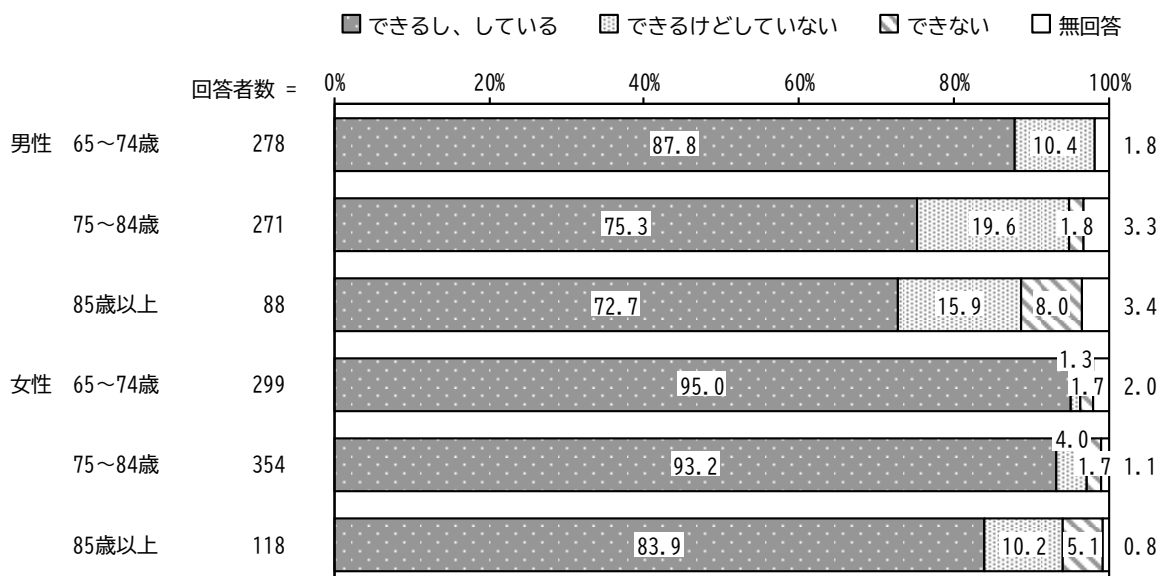 できるし、している できるけどしていない できない 無回答
回答者数 = 0% 20% 40% 60% 80% 100%
男性 65～74歳 278 87.8 10.4 1.8
75～84歳 271 75.3 19.6 1.8 3.3
85歳以上 88 72.7 15.9 8.0 3.4
女性 65～74歳 299 95.0 1.3 1.7 2.0
75～84歳 354 93.2 4.0 1.7 1.1
85歳以上 118 83.9 10.2 5.1 0.8